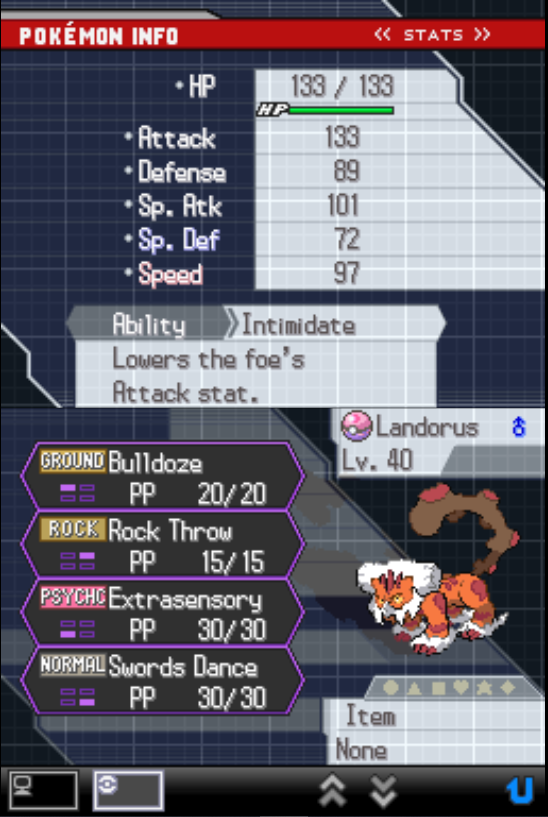 POKÉMON INFO << STATS >>
HP 133 / 133
HP
Attack 133
Defense 89
Sp. Atk 101
Sp. Def 72
Speed 97
Ability Intimidate
Lowers the foe's
Attack stat.
Landorus ♂
Lv. 40
GROUND Bulldoze
PP 20/20
ROCK Rock Throw
PP 15/15
PSYCHC Extrasensory
PP 30/30
NORMAL Swords Dance
PP 30/30
Item
None